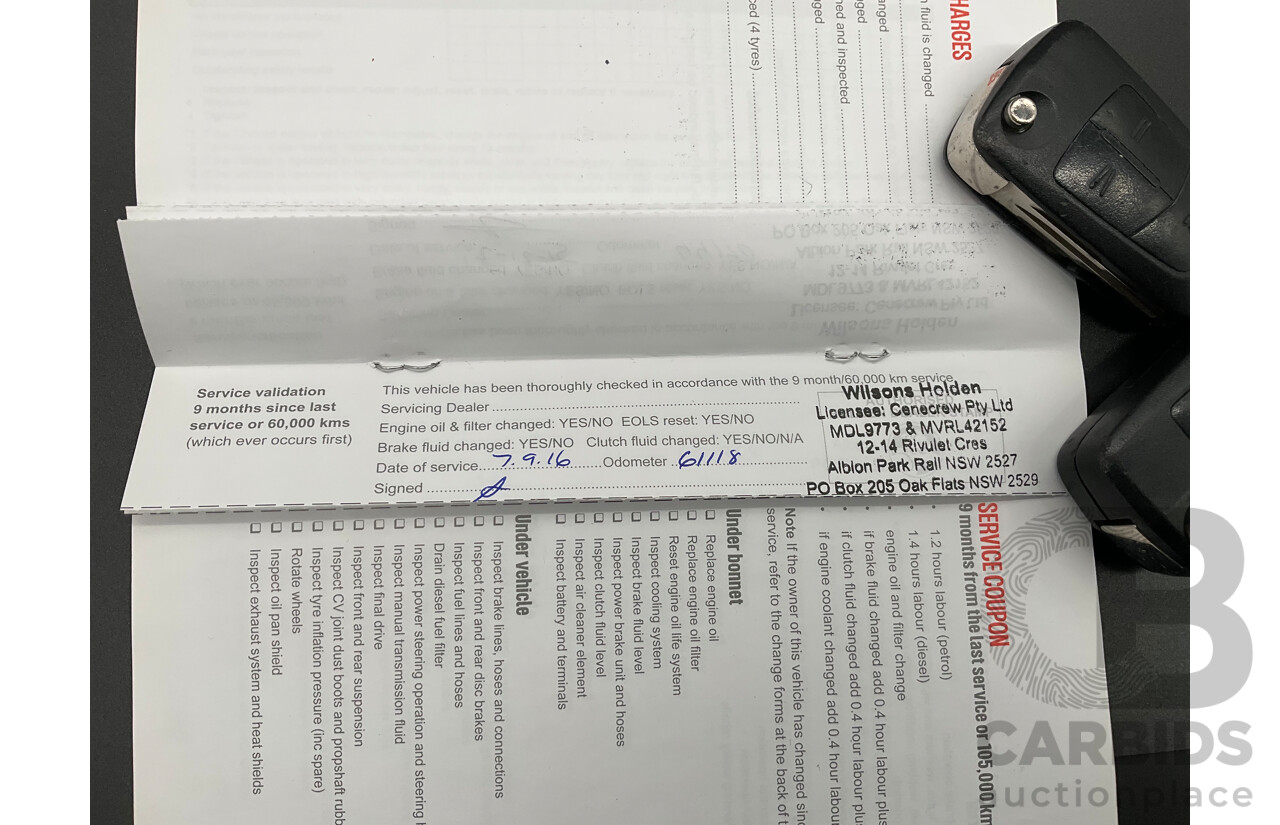 HARGES
n fluid is changed
anged
ged
ned and inspected
ged
ced (4 tyres)
Service validation
9 months since last
service or 60,000 kms
(which ever occurs first)
This vehicle has been thoroughly checked in accordance with the 9 month/60,000 km service.
Servicing Dealer
Engine oil & filter changed: YES/NO EOLS reset: YES/NO
Brake fluid changed: YES/NO Clutch fluid changed: YES/NO/N/A
Date of service 7.9.16 Odometer 61118
Signed
Wilsons Holden
Licensee: Cenecrew Pty Ltd
MDL9773 & MVRL42152
12-14 Rivulet Cres
Albion Park Rail NSW 2527
PO Box 205 Oak Flats NSW 2529
SERVICE COUPON
9 months from the last service or 105,000 km
1.2 hours labour (petrol)
1.4 hours labour (diesel)
engine oil and filter change
if brake fluid changed add 0.4 hour labour plus
if clutch fluid changed add 0.4 hour labour plus
if engine coolant changed add 0.4 hour labou
Note If the owner of this vehicle has changed sinc
service, refer to the change forms at the back of t
Under bonnet
Replace engine oil
Replace engine oil filter
Reset engine oil life system
Inspect cooling system
Inspect brake fluid level
Inspect power brake unit and hoses
Inspect clutch fluid level
Inspect air cleaner element
Inspect battery and terminals
Under vehicle
Inspect brake lines, hoses and connections
Inspect front and rear disc brakes
Inspect fuel lines and hoses
Drain diesel fuel filter
Inspect power steering operation and steering
Inspect manual transmission fluid
Inspect final drive
Inspect front and rear suspension
Inspect CV joint dust boots and propshaft rubb
Inspect tyre inflation pressure (inc spare)
Rotate wheels
Inspect oil pan shield
Inspect exhaust system and heat shields
CB
CARBIDS
auctionplace